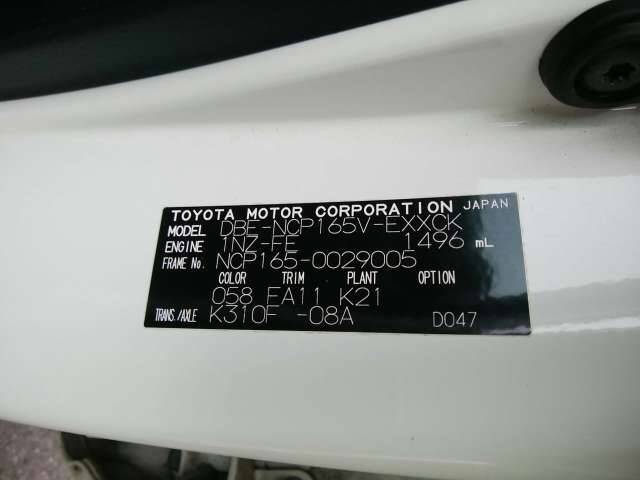 TOYOTA MOTOR CORPORATION JAPAN
MODEL DBE-NCP165V-EXXCK
ENGINE 1NZ-FE 1496 mL
FRAME No. NCP165-0029005
COLOR TRIM PLANT OPTION
058 EA11 K21
TRANS./AXLE K310F -08A D047